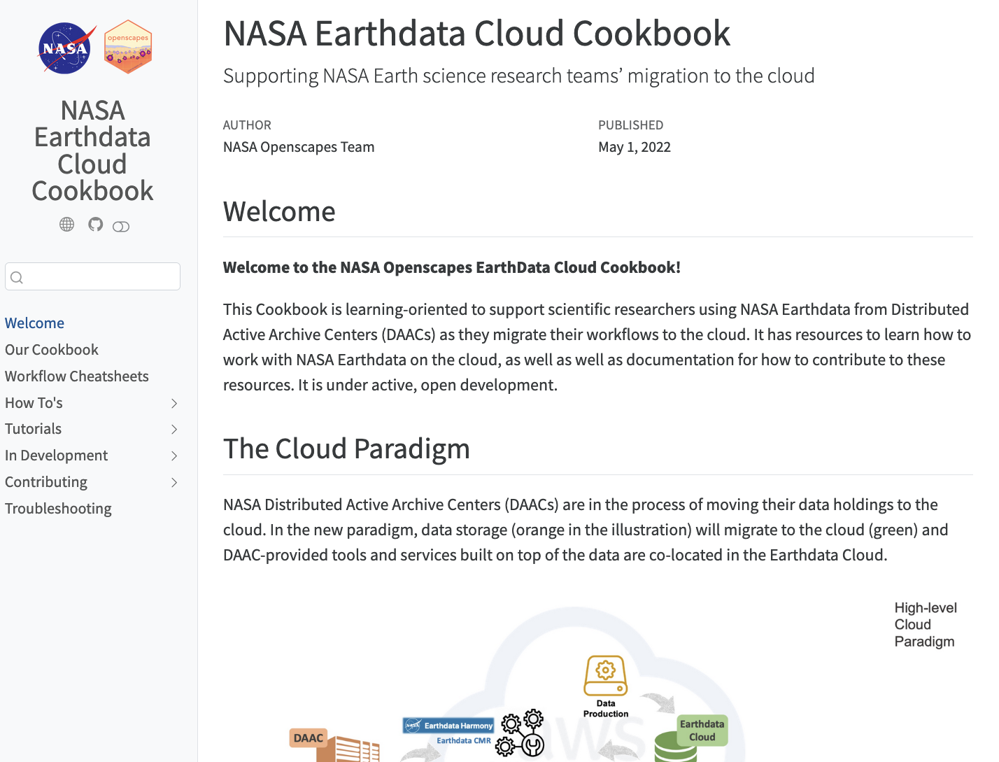 NASA
openscapes
NASA
Earthdata
Cloud
Cookbook
Welcome
Our Cookbook
Workflow Cheatsheets
How To's
Tutorials
In Development
Contributing
Troubleshooting
NASA Earthdata Cloud Cookbook
Supporting NASA Earth science research teams’ migration to the cloud
AUTHOR
NASA Openscapes Team
PUBLISHED
May 1, 2022
Welcome
Welcome to the NASA Openscapes EarthData Cloud Cookbook!
This Cookbook is learning-oriented to support scientific researchers using NASA Earthdata from Distributed
Active Archive Centers (DAACs) as they migrate their workflows to the cloud. It has resources to learn how to
work with NASA Earthdata on the cloud, as well as well as documentation for how to contribute to these
resources. It is under active, open development.
The Cloud Paradigm
NASA Distributed Active Archive Centers (DAACs) are in the process of moving their data holdings to the
cloud. In the new paradigm, data storage (orange in the illustration) will migrate to the cloud (green) and
DAAC-provided tools and services built on top of the data are co-located in the Earthdata Cloud.
High-level
Cloud
Paradigm
Data
Production
aws
Earthdata
Cloud
NASA Earthdata Harmony
Earthdata CMR
DAAC